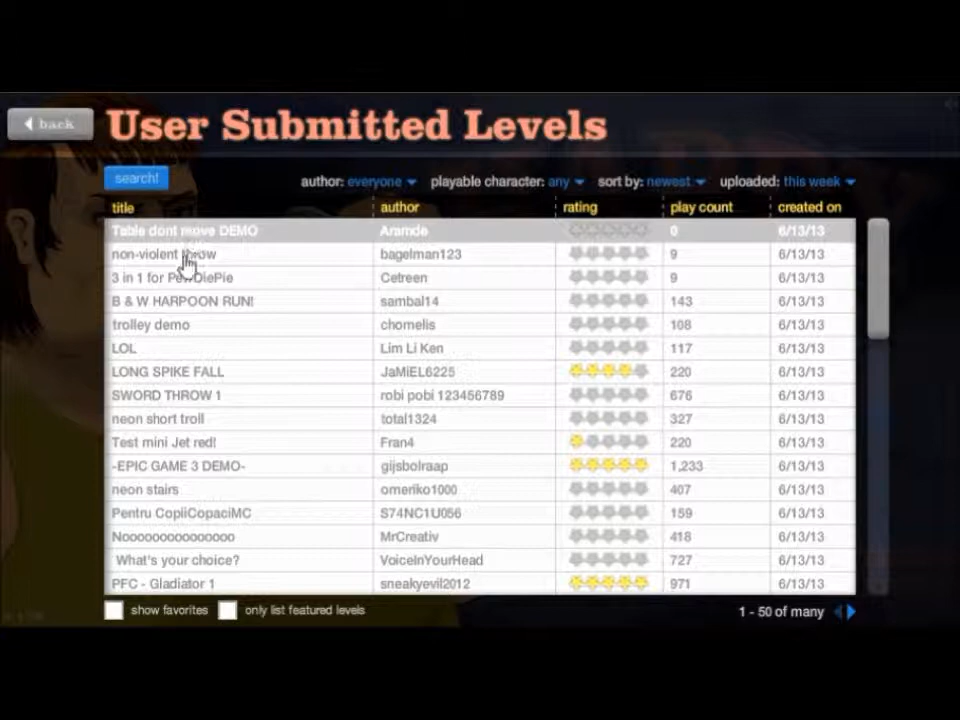 back
User Submitted Levels
search!
author: everyone playable character: any sort by: newest uploaded: this week
title author rating play count created on
Table dont move DEMO Aramde 0 6/13/13
non-violent throw bagelman123 9 6/13/13
3 in 1 for PewDiePie Cetreen 9 6/13/13
B & W HARPOON RUN! sambal14 143 6/13/13
trolley demo chomelis 108 6/13/13
LOL Lim Li Ken 117 6/13/13
LONG SPIKE FALL JaMiEL6225 220 6/13/13
SWORD THROW 1 robi pobi 123456789 676 6/13/13
neon short troll total1324 327 6/13/13
Test mini Jet red! Fran4 220 6/13/13
-EPIC GAME 3 DEMO- gijsbolraap 1,233 6/13/13
neon stairs omeriko1000 407 6/13/13
Pentru CopiiCopaciMC S74NC1U056 159 6/13/13
Nooooooooooooooo MrCreativ 418 6/13/13
What's your choice? VoiceInYourHead 727 6/13/13
PFC - Gladiator 1 sneakyevil2012 971 6/13/13
show favorites only list featured levels 1 - 50 of many